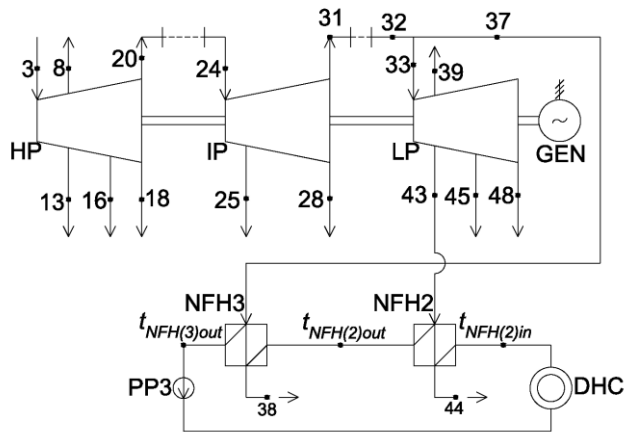 31
32
37
20
3
8
24
33
39
HP
IP
LP
~
GEN
13
16
18
25
28
43
45
48
NFH3
NFH2
tNFH(3)out
tNFH(2)out
tNFH(2)in
PP3
38
44
DHC